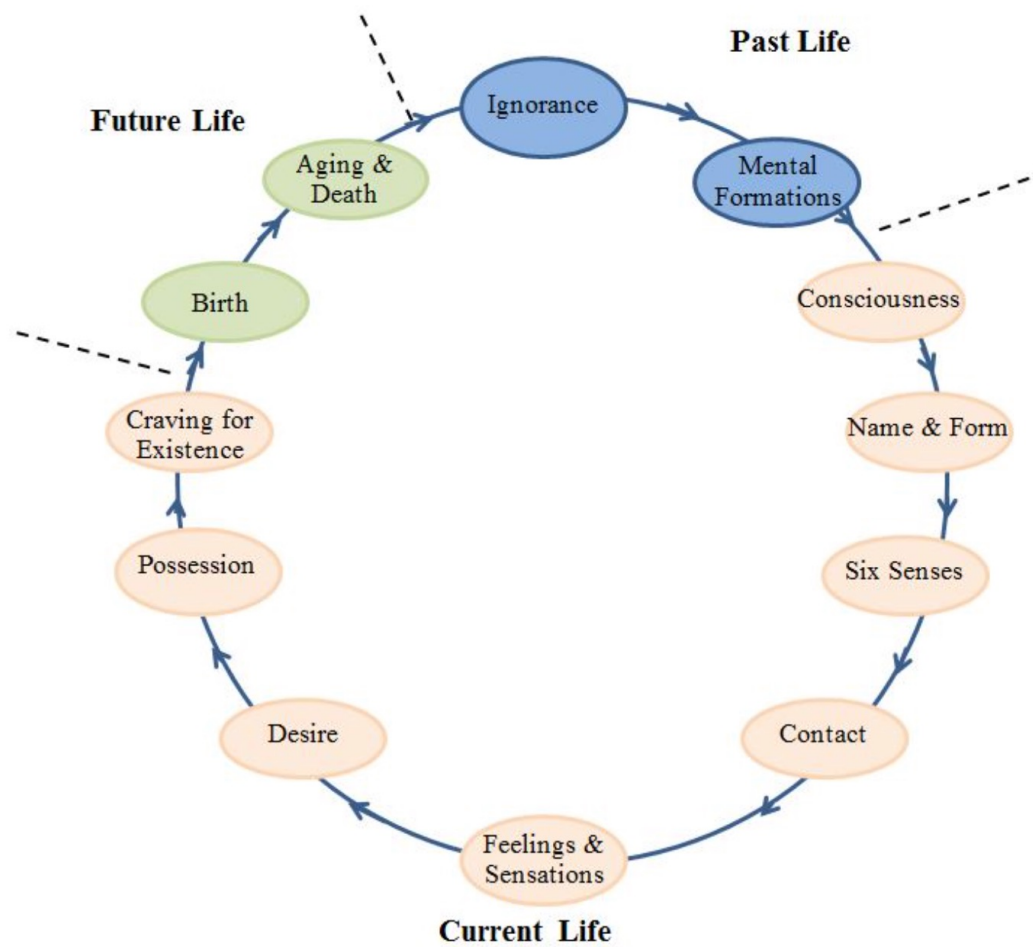 Past Life
Future Life
Ignorance
Mental
Formations
Consciousness
Name & Form
Six Senses
Contact
Feelings &
Sensations
Current Life
Desire
Possession
Craving for
Existence
Birth
Aging &
Death